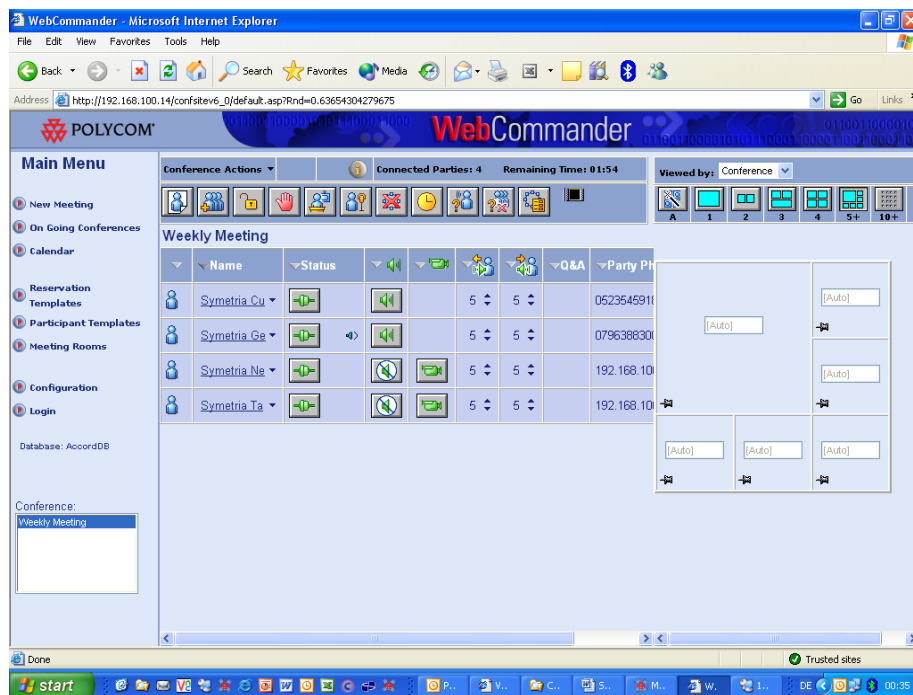 WebCommander - Microsoft Internet Explorer
File Edit View Favorites Tools Help
Back Search Favorites Media
Address http://192.168.100.14/confsitev6_0/default.asp?Rnd=0.63654304279675 Go Links
POLYCOM WebCommander
Main Menu
New Meeting
On Going Conferences
Calendar
Reservation
Templates
Participant Templates
Meeting Rooms
Configuration
Login
Database: AccordDB
Conference:
Weekly Meeting
Conference Actions Connected Parties: 4 Remaining Time: 01:54
Viewed by: Conference
A 1 2 3 4 5+ 10+
Weekly Meeting
Name Status Q&A Party Ph
Symetria Cu 5 5 0523545918
Symetria Ge 5 5 0796388300
Symetria Ne 5 5 192.168.100
Symetria Ta 5 5 192.168.100
[Auto]
[Auto]
[Auto]
[Auto] [Auto] [Auto]
Done Trusted sites
start P.. V.. C.. S.. M.. W. 1.. DE 00:35